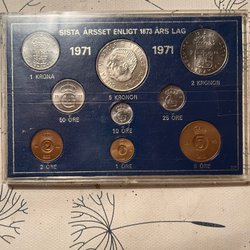 SISTA ÅRSSET ENLIGT 1873 ÅRS LAG
1971 1971
1 KRONA
5 KRONOR
2 KRONOR
50 ÖRE
10 ÖRE
25 ÖRE
2 ÖRE
1 ÖRE
5 ÖRE